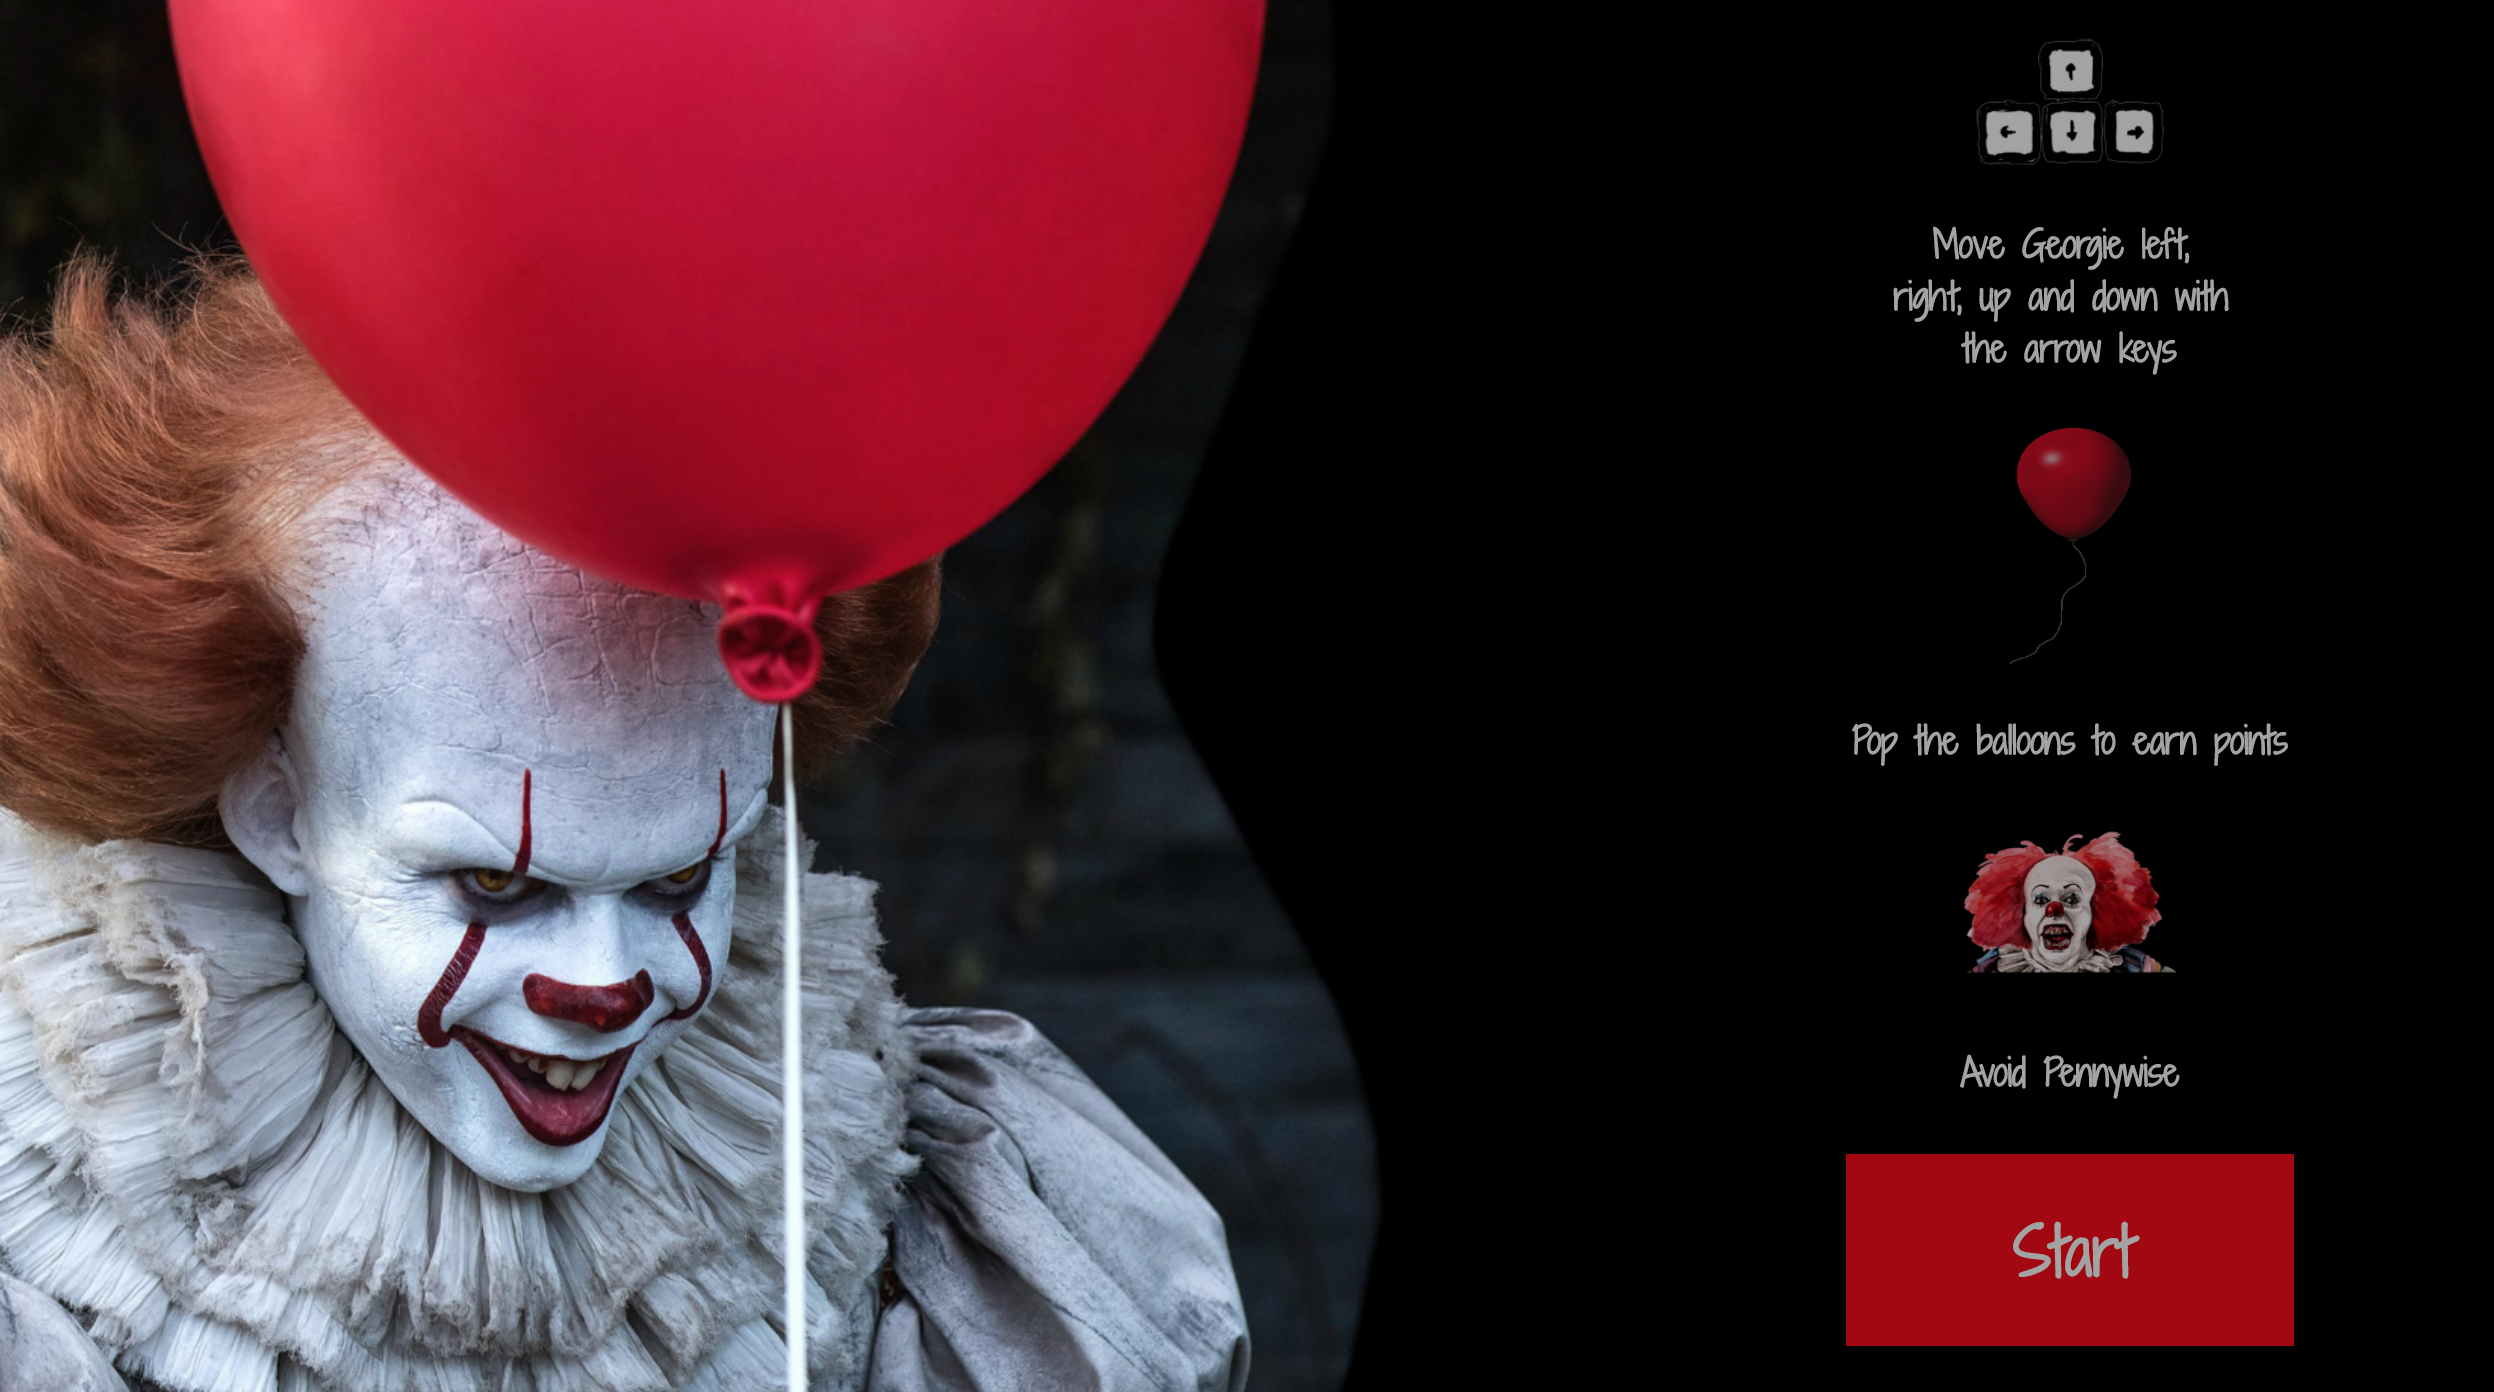 Move Georgie left,
right, up and down with
the arrow keys
Pop the balloons to earn points
Avoid Pennywise
Start